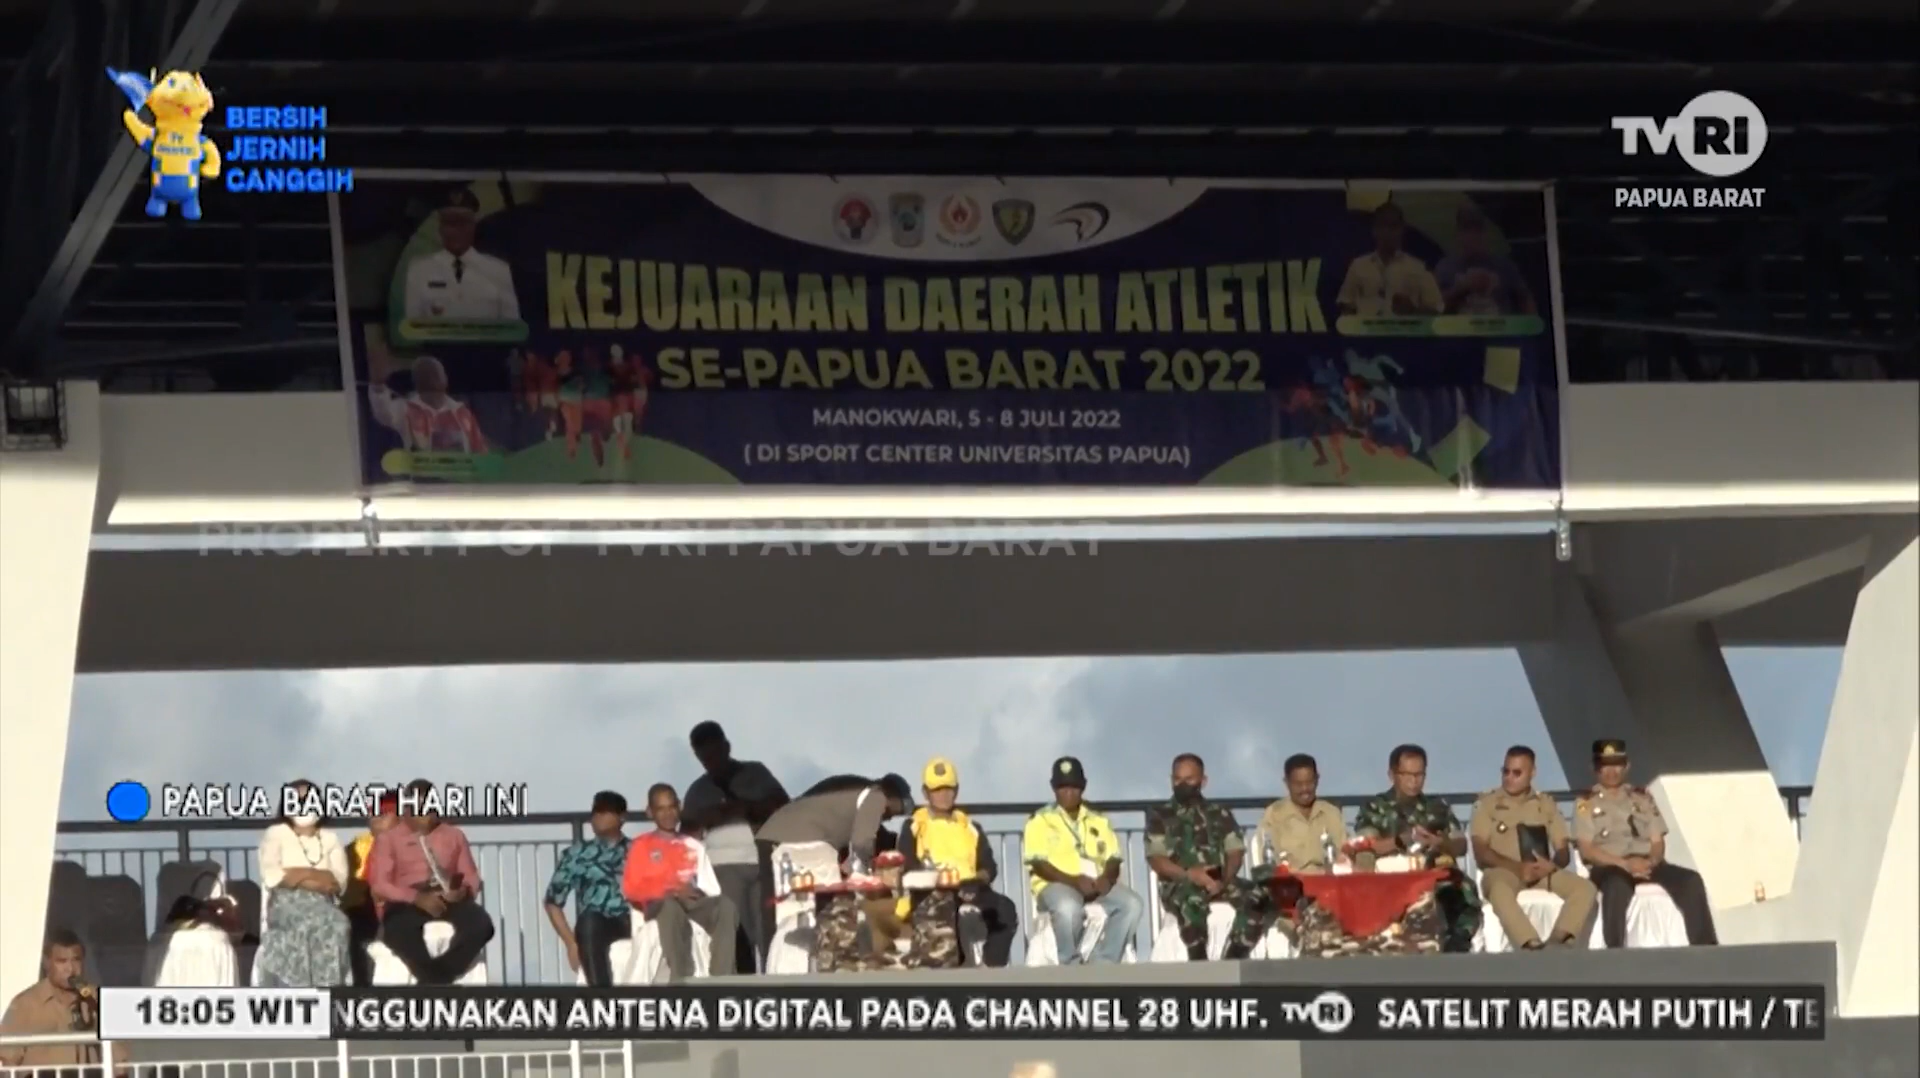 BERSIH
JERNIH
CANGGIH
TVRI
PAPUA BARAT
KEJUARAAN DAERAH ATLETIK
SE-PAPUA BARAT 2022
MANOKWARI, 5 - 8 JULI 2022
( DI SPORT CENTER UNIVERSITAS PAPUA)
PROPERTY OF TVRI PAPUA BARAT
PAPUA BARAT HARI INI
18:05 WIT NGGUNAKAN ANTENA DIGITAL PADA CHANNEL 28 UHF. TVRI SATELIT MERAH PUTIH / TE